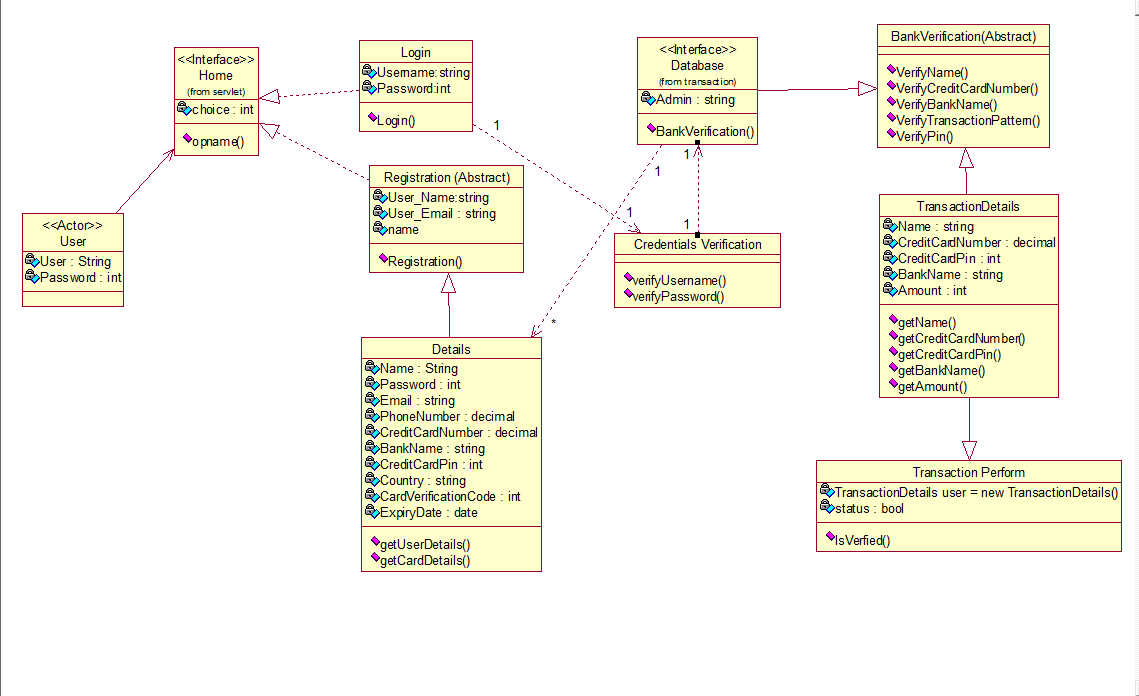 <<Interface>>
Home
(from servlet)
choice : int
opname()
Login
Username:string
Password:int
Login()
1
<<Interface>>
Database
(from transaction)
Admin : string
BankVerification()
BankVerification(Abstract)
VerifyName()
VerifyCreditCardNumber()
VerifyBankName()
VerifyTransactionPattern()
VerifyPin()
<<Actor>>
User
User : String
Password : int
Registration (Abstract)
User_Name:string
User_Email : string
name
Registration()
1
1
1
1
Credentials Verification
verifyUsername()
verifyPassword()
*
TransactionDetails
Name : string
CreditCardNumber : decimal
CreditCardPin : int
BankName : string
Amount : int
getName()
getCreditCardNumber()
getCreditCardPin()
getBankName()
getAmount()
Details
Name : String
Password : int
Email : string
PhoneNumber : decimal
CreditCardNumber : decimal
BankName : string
CreditCardPin : int
Country : string
CardVerificationCode : int
ExpiryDate : date
getUserDetails()
getCardDetails()
Transaction Perform
TransactionDetails user = new TransactionDetails()
status : bool
IsVerfied()